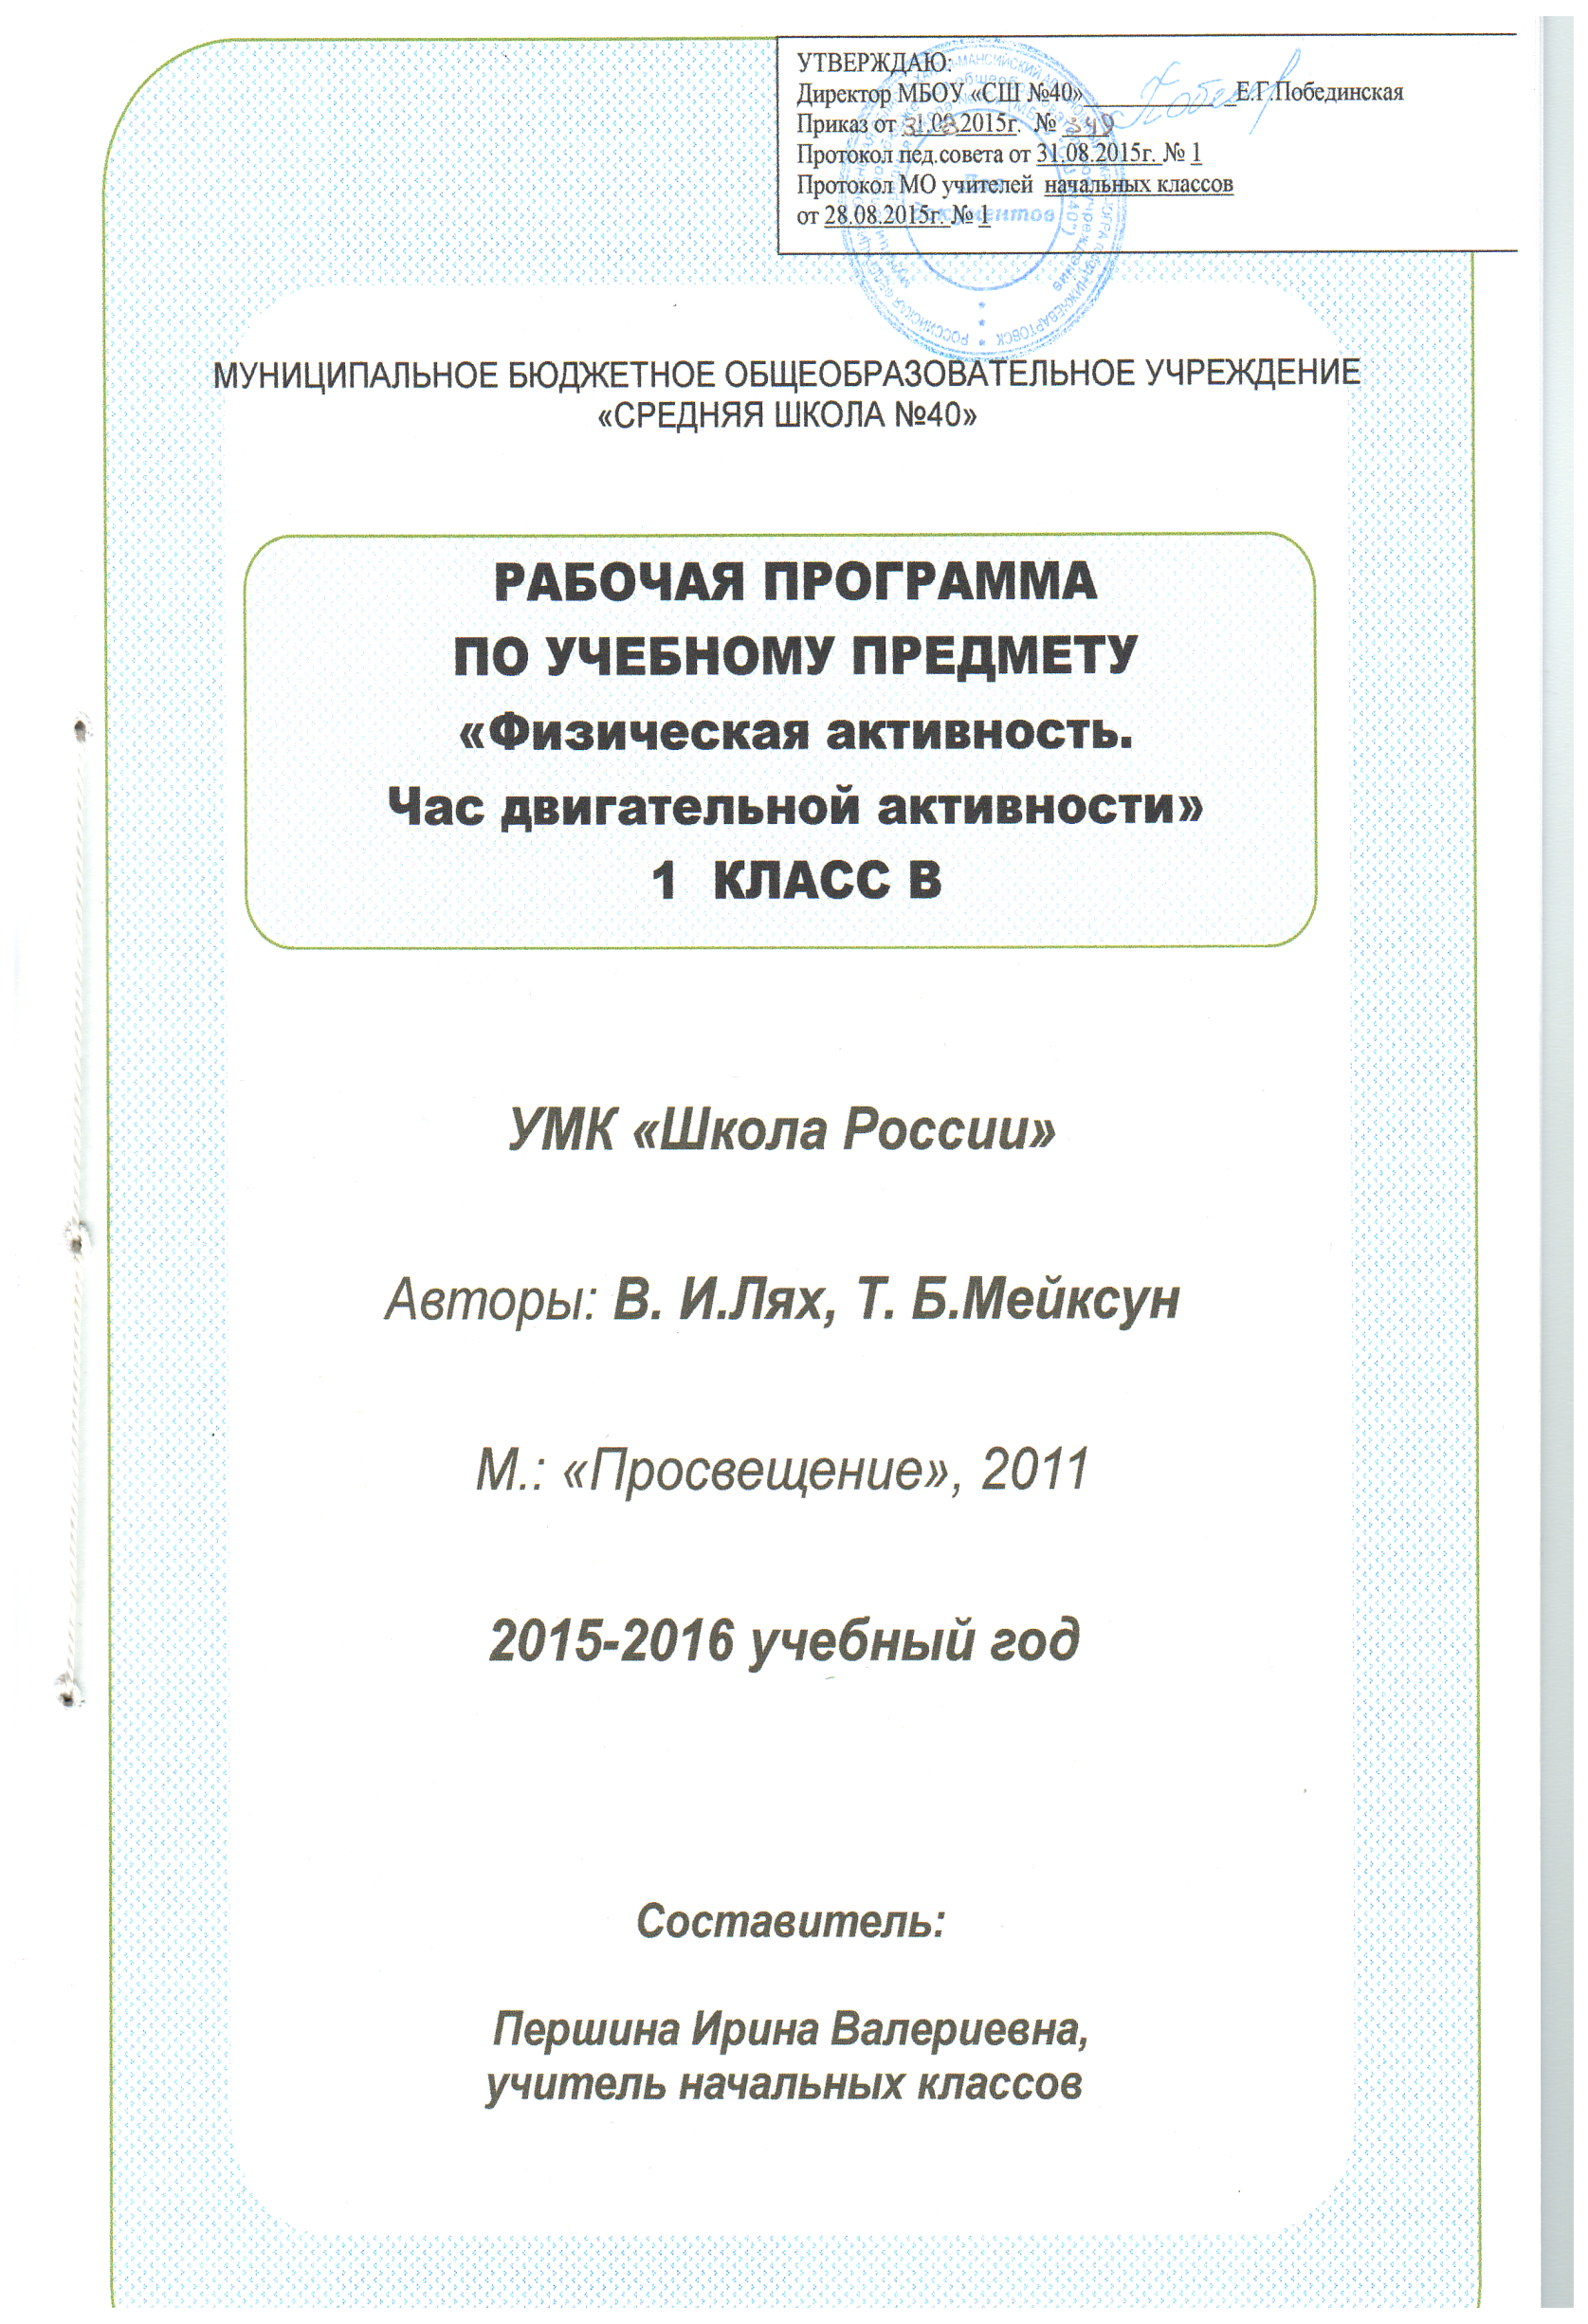 УТВЕРЖДАЮ:
Директор МБОУ «СШ №40»____________Е.Г.Побединская
Приказ от 31.08.2015г. № 349
Протокол пед.совета от 31.08.2015г. № 1
Протокол МО учителей начальных классов
от 28.08.2015г. № 1
МУНИЦИПАЛЬНОЕ БЮДЖЕТНОЕ ОБЩЕОБРАЗОВАТЕЛЬНОЕ УЧРЕЖДЕНИЕ
«СРЕДНЯЯ ШКОЛА №40»
РАБОЧАЯ ПРОГРАММА
ПО УЧЕБНОМУ ПРЕДМЕТУ
«Физическая активность.
Час двигательной активности»
1 КЛАСС В
УМК «Школа России»
Авторы: В. И.Лях, Т. Б.Мейксун
М.: «Просвещение», 2011
2015-2016 учебный год
Составитель:
Першина Ирина Валериевна,
учитель начальных классов